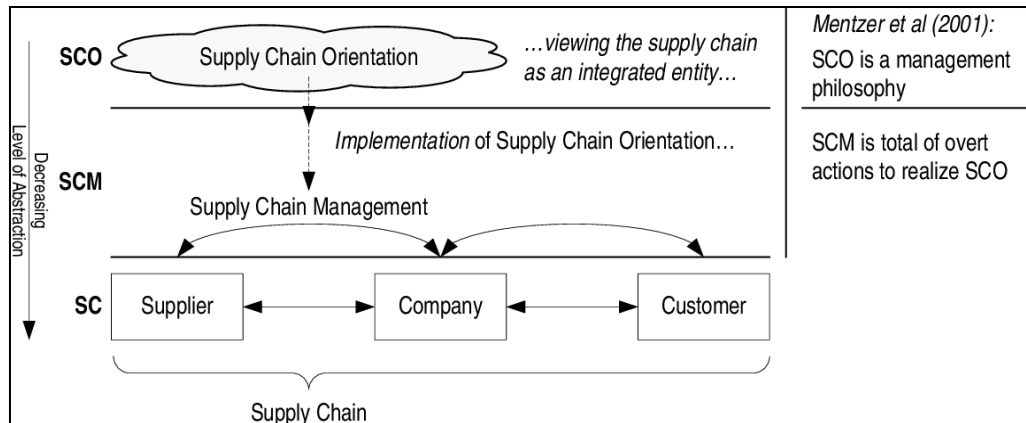 SCO
Supply Chain Orientation
…viewing the supply chain
as an integrated entity…
Mentzer et al (2001):
SCO is a management
philosophy
Decreasing
Level of Abstraction
SCM
Implementation of Supply Chain Orientation…
Supply Chain Management
SCM is total of overt
actions to realize SCO
SC
Supplier
Company
Customer
Supply Chain